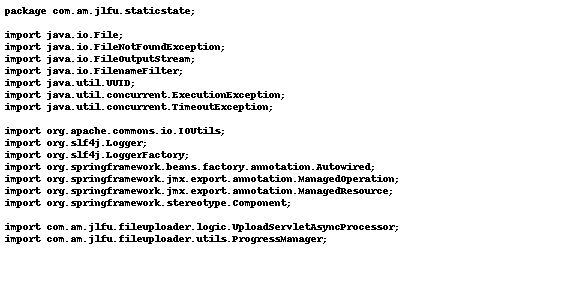 package com.am.jlfu.staticstate;
import java.io.File;
import java.io.FileNotFoundException;
import java.io.FileOutputStream;
import java.io.FilenameFilter;
import java.util.UUID;
import java.util.concurrent.ExecutionException;
import java.util.concurrent.TimeoutException;
import org.apache.commons.io.IOUtils;
import org.slf4j.Logger;
import org.slf4j.LoggerFactory;
import org.springframework.beans.factory.annotation.Autowired;
import org.springframework.jmx.export.annotation.ManagedOperation;
import org.springframework.jmx.export.annotation.ManagedResource;
import org.springframework.stereotype.Component;
import com.am.jlfu.fileuploader.logic.UploadServletAsyncProcessor;
import com.am.jlfu.fileuploader.utils.ProgressManager;